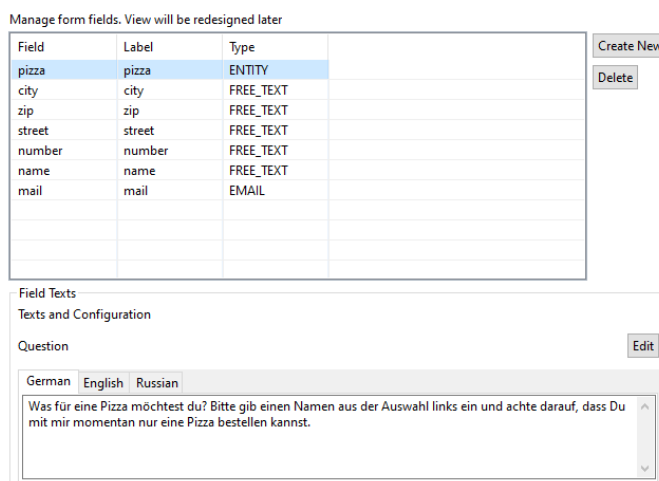 Manage form fields. View will be redesigned later
Field Label Type
Create New
pizza pizza ENTITY
Delete
city city FREE_TEXT
zip zip FREE_TEXT
street street FREE_TEXT
number number FREE_TEXT
name name FREE_TEXT
mail mail EMAIL
Field Texts
Texts and Configuration
Question
Edit
German English Russian
Was für eine Pizza möchtest du? Bitte gib einen Namen aus der Auswahl links ein und achte darauf, dass Du
mit mir momentan nur eine Pizza bestellen kannst.